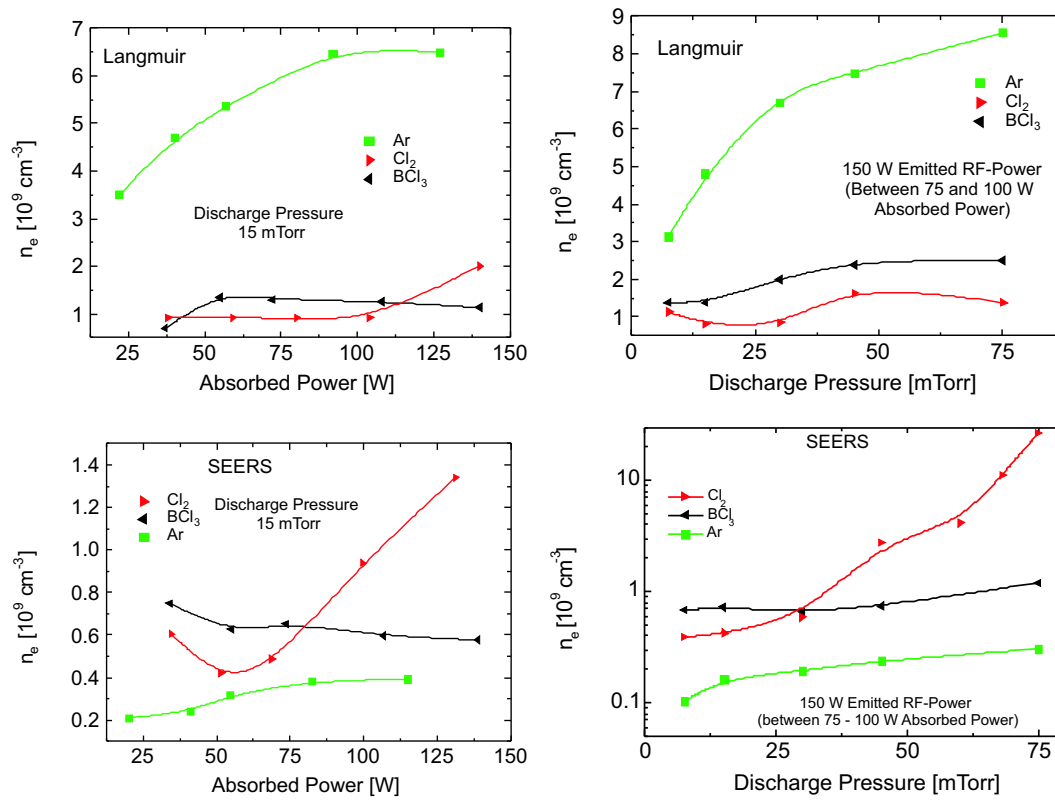 Langmuir
Ar
Cl2
BCl3
Discharge Pressure
15 mTorr
7
6
5
4
3
2
1
25 50 75 100 125 150
ne [10^9 cm-3]
Absorbed Power [W]
Langmuir
Ar
Cl2
BCl3
150 W Emitted RF-Power
(Between 75 and 100 W
Absorbed Power)
9
8
7
6
5
4
3
2
1
0 25 50 75
ne [10^9 cm-3]
Discharge Pressure [mTorr]
SEERS
Cl2
BCl3
Ar
Discharge Pressure
15 mTorr
1.4
1.2
1.0
0.8
0.6
0.4
0.2
25 50 75 100 125 150
ne [10^9 cm-3]
Absorbed Power [W]
SEERS
Cl2
BCl3
Ar
10
1
0.1
150 W Emitted RF-Power
(between 75 - 100 W Absorbed Power)
0 25 50 75
ne [10^9 cm-3]
Discharge Pressure [mTorr]